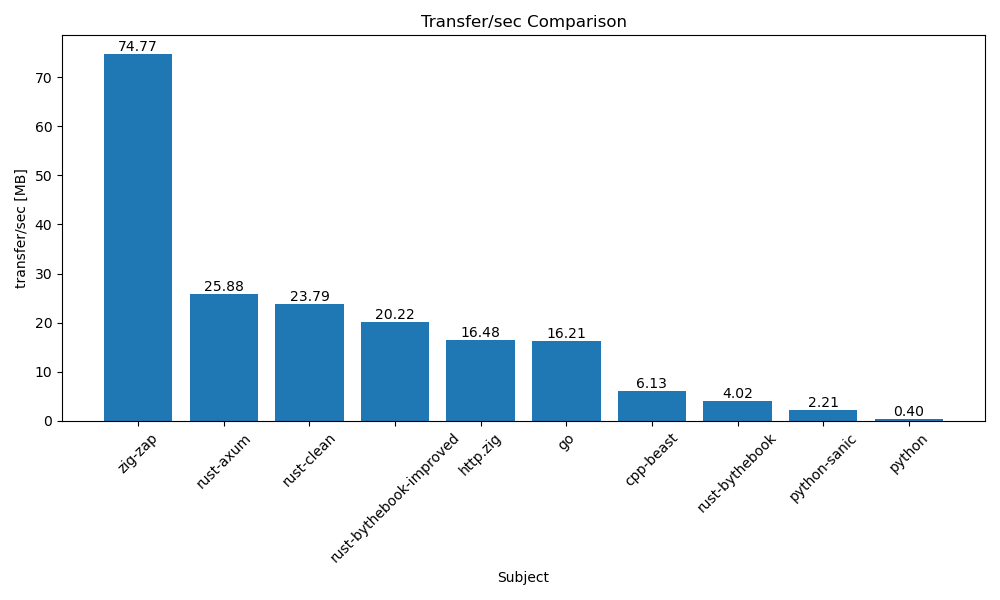 Transfer/sec Comparison
transfer/sec [MB]
70
60
50
40
30
20
10
0
74.77
25.88
23.79
20.22
16.48
16.21
6.13
4.02
2.21
0.40
zig-zap
rust-axum
rust-clean
rust-bythebook-improved
http.zig
go
cpp-beast
rust-bythebook
python-sanic
python
Subject